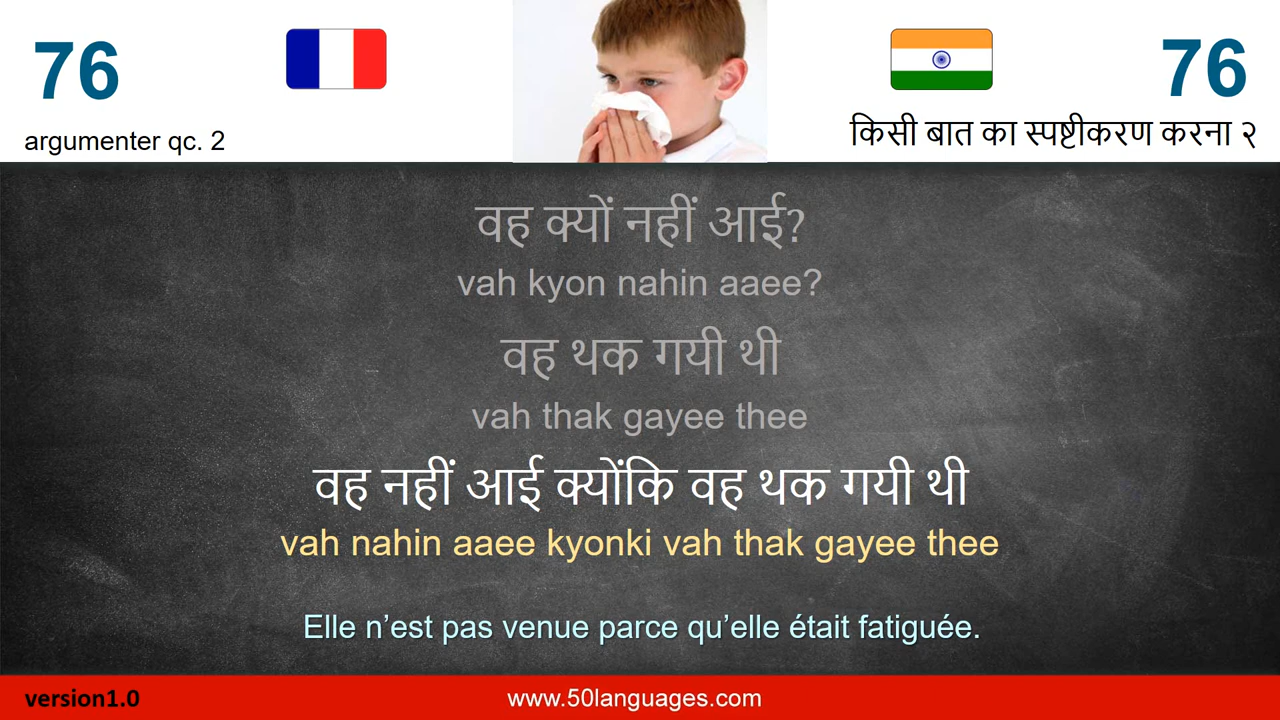 76
76
argumenter qc. 2
किसी बात का स्पष्टीकरण करना २
वह क्यों नहीं आई?
vah kyon nahin aaee?
वह थक गयी थी
vah thak gayee thee
वह नहीं आई क्योंकि वह थक गयी थी
vah nahin aaee kyonki vah thak gayee thee
Elle n’est pas venue parce qu’elle était fatiguée.
version1.0
www.50languages.com